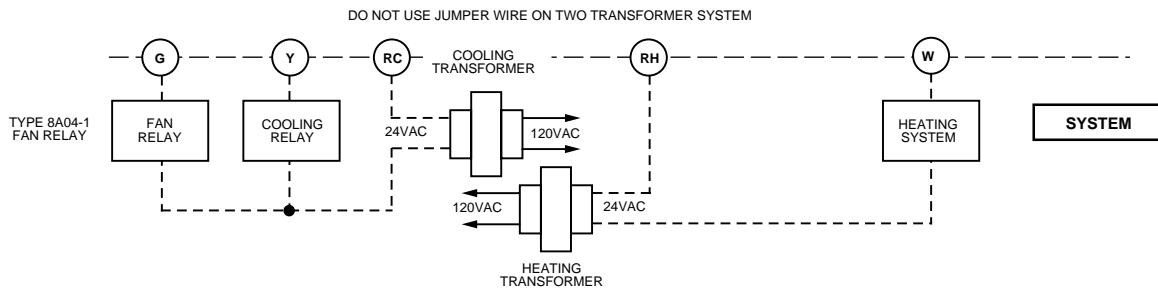 DO NOT USE JUMPER WIRE ON TWO TRANSFORMER SYSTEM
G
Y
RC
COOLING
TRANSFORMER
RH
W
TYPE 8A04-1
FAN RELAY
FAN
RELAY
COOLING
RELAY
24VAC
120VAC
HEATING
SYSTEM
SYSTEM
120VAC
24VAC
HEATING
TRANSFORMER